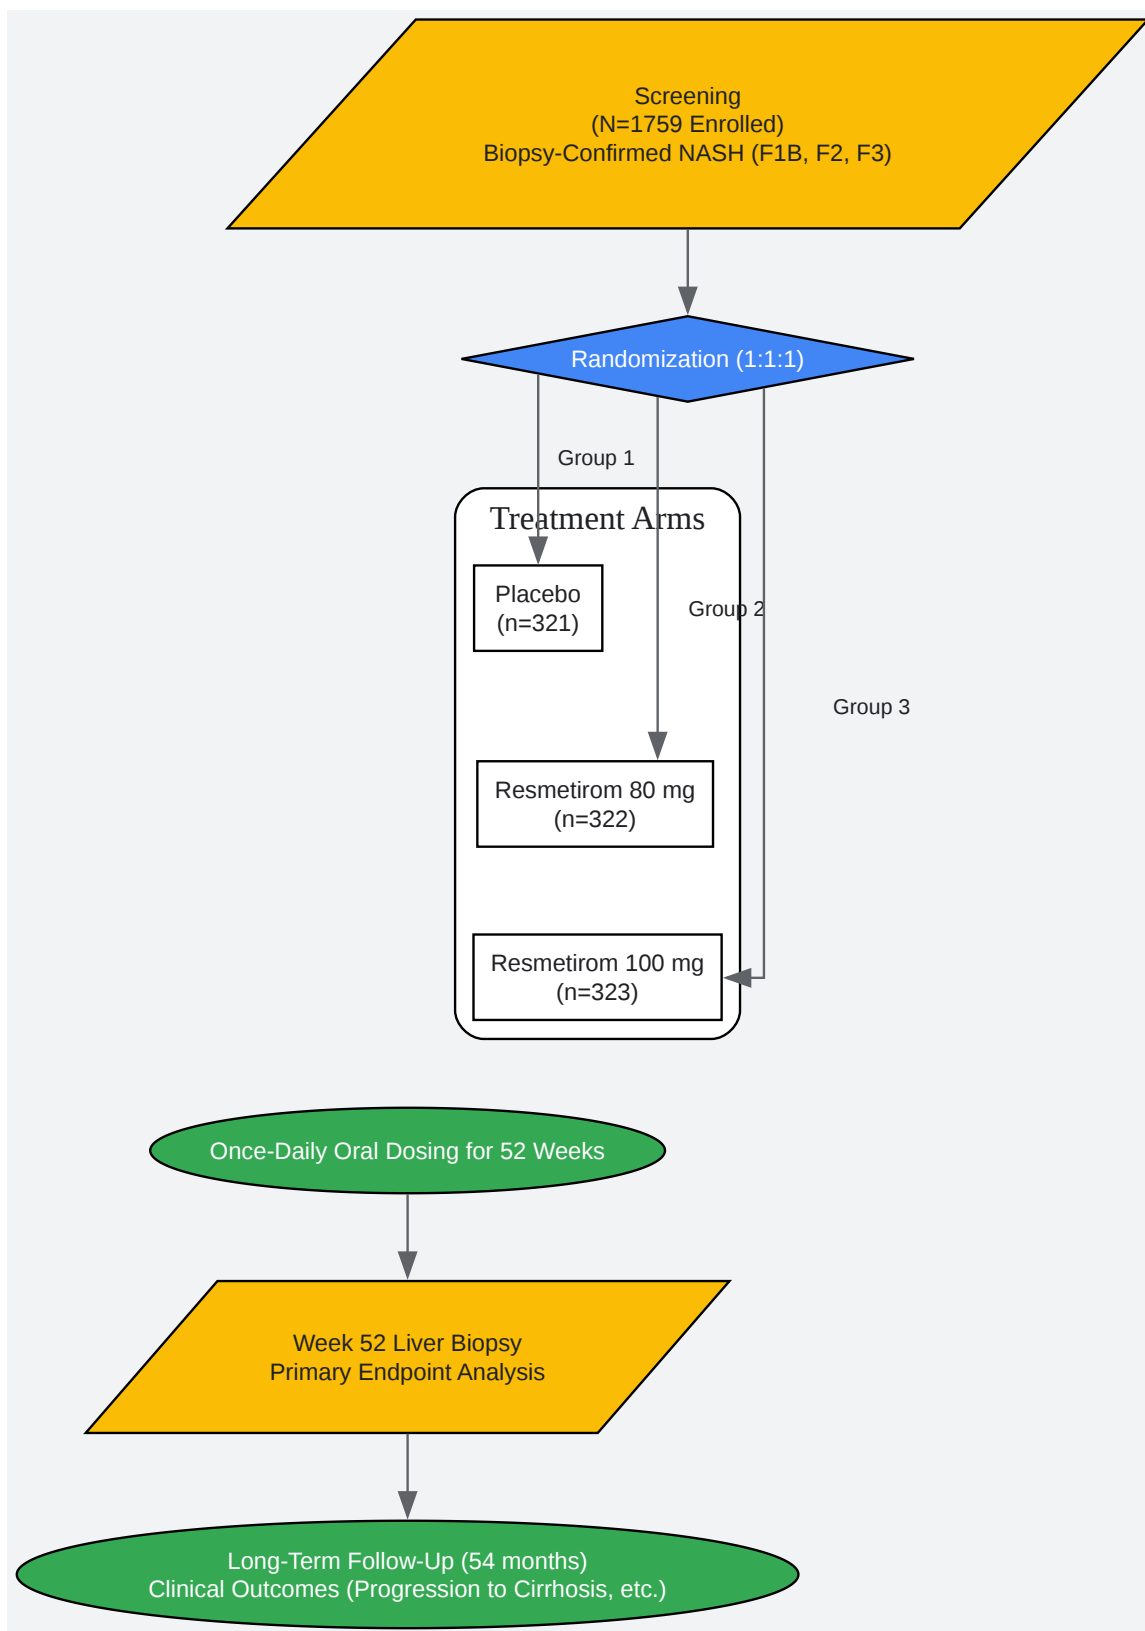 Screening
(N=1759 Enrolled)
Biopsy-Confirmed NASH (F1B, F2, F3)
Randomization (1:1:1)
Group 1
Treatment Arms
Placebo
(n=321)
Group 2
Group 3
Resmetirom 80 mg
(n=322)
Resmetirom 100 mg
(n=323)
Once-Daily Oral Dosing for 52 Weeks
Week 52 Liver Biopsy
Primary Endpoint Analysis
Long-Term Follow-Up (54 months)
Clinical Outcomes (Progression to Cirrhosis, etc.)